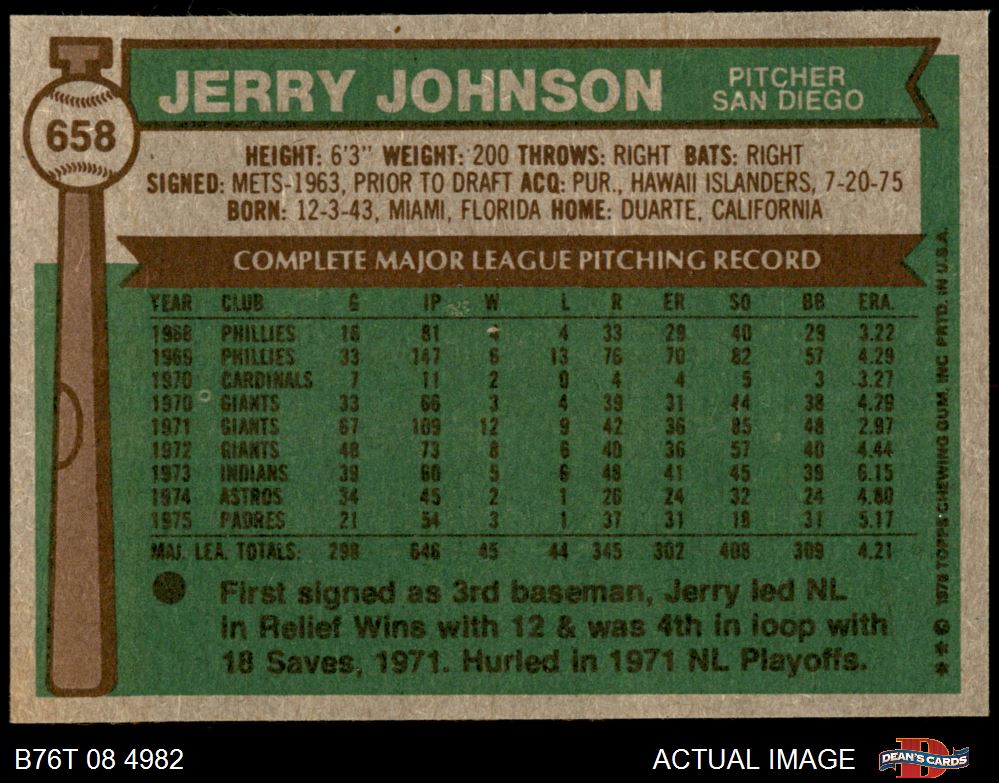 JERRY JOHNSON
PITCHER
SAN DIEGO
658
HEIGHT: 6'3" WEIGHT: 200 THROWS: RIGHT BATS: RIGHT
SIGNED: METS-1963, PRIOR TO DRAFT ACQ: PUR., HAWAII ISLANDERS, 7-20-75
BORN: 12-3-43, MIAMI, FLORIDA HOME: DUARTE, CALIFORNIA
COMPLETE MAJOR LEAGUE PITCHING RECORD
YEAR CLUB G IP W L R ER SO BB ERA.
1968 PHILLIES 16 81 4 4 33 29 40 29 3.22
1969 PHILLIES 33 147 6 13 76 70 82 57 4.29
1970 CARDINALS 7 11 2 0 4 4 5 3 3.27
1970 GIANTS 33 66 3 4 39 31 44 38 4.29
1971 GIANTS 67 109 12 9 42 36 85 48 2.97
1972 GIANTS 48 73 8 6 40 36 57 40 4.44
1973 INDIANS 39 60 5 6 48 41 45 39 6.15
1974 ASTROS 34 45 2 1 26 24 32 24 4.80
1975 PADRES 21 54 3 1 37 31 18 31 5.17
MAJ. LEA. TOTALS: 298 646 45 44 345 302 408 309 4.21
First signed as 3rd baseman, Jerry led NL
in Relief Wins with 12 & was 4th in loop with
18 Saves, 1971. Hurled in 1971 NL Playoffs.
* * © 1976 TOPPS CHEWING GUM, INC PRTD. IN U.S.A.
B76T 08 4982
ACTUAL IMAGE
DEAN'S CARDS